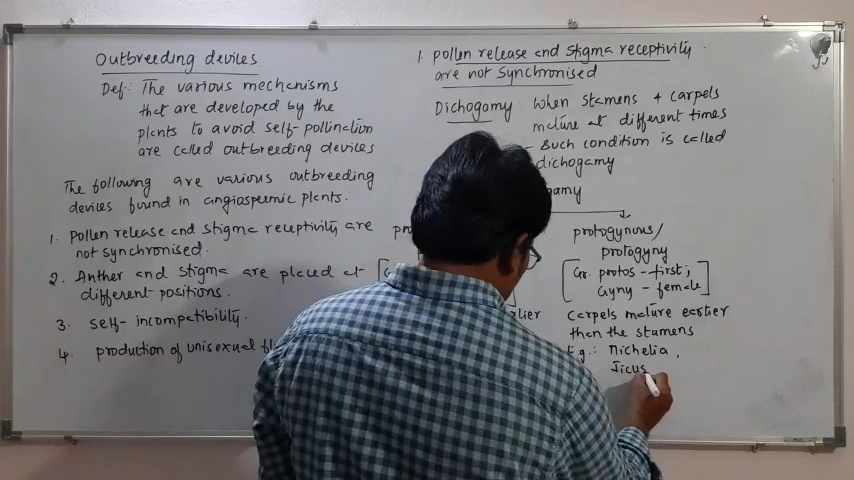 Outbreeding devices
Def: The various mechanisms
that are developed by the
plants to avoid self-pollination
are called outbreeding devices
The following are various outbreeding
devices found in angiospermic plants.
1. Pollen release and stigma receptivity are
not synchronised.
2. Anther and stigma are placed at
different positions.
3. self-incompatibility.
4. production of unisexual fl
1. pollen release and stigma receptivity
are not synchronised
Dichogamy when stamens & carpels
mature at different times
- Such condition is called
dichogamy
gamy
protogynous/
protogyny
[Gr. protos - first;
Gyny - female]
carpels mature earlier
than the stamens
E.g.: Michelia,
Ficus